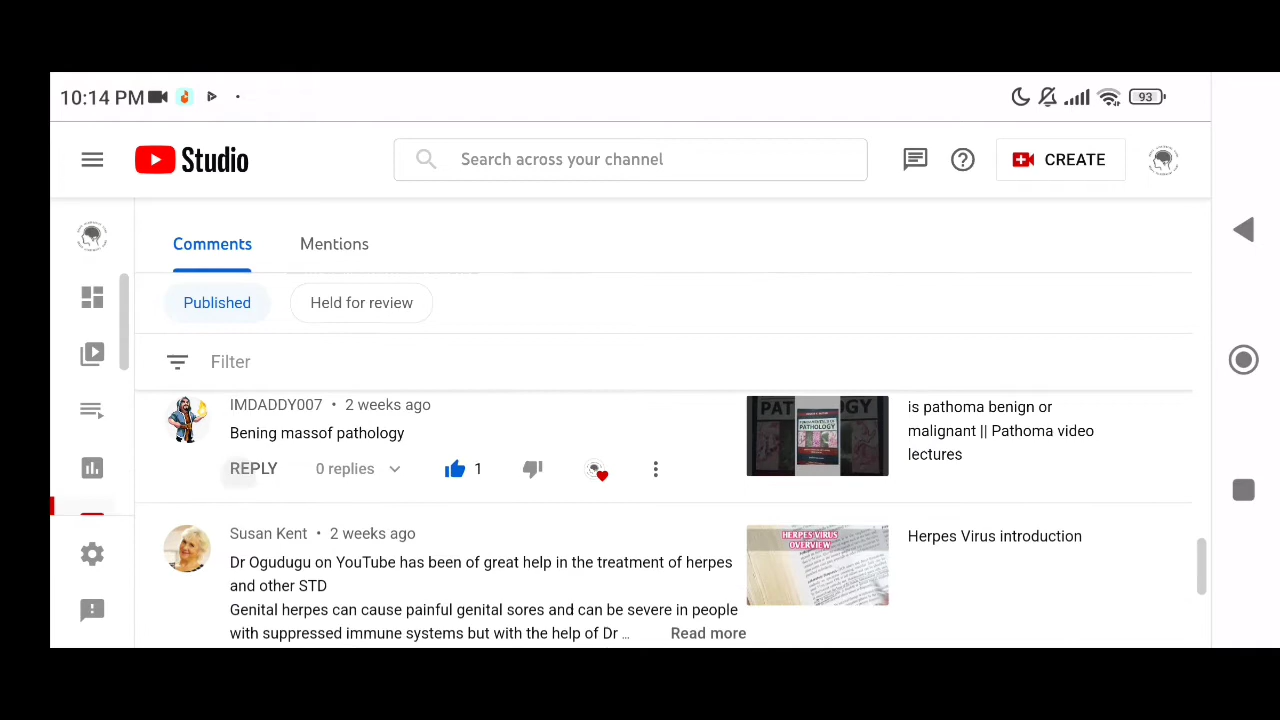 10:14 PM
93
Studio
Search across your channel
CREATE
Comments
Mentions
Published
Held for review
Filter
IMDADDY007 • 2 weeks ago
Bening massof pathology
REPLY
0 replies
1
PATHOLOGY
FUNDAMENTALS OF
PATHOLOGY
is pathoma benign or
malignant || Pathoma video
lectures
Susan Kent • 2 weeks ago
Dr Ogudugu on YouTube has been of great help in the treatment of herpes
and other STD
Genital herpes can cause painful genital sores and can be severe in people
with suppressed immune systems but with the help of Dr ...
Read more
HERPES VIRUS
OVERVIEW
Herpes Virus introduction